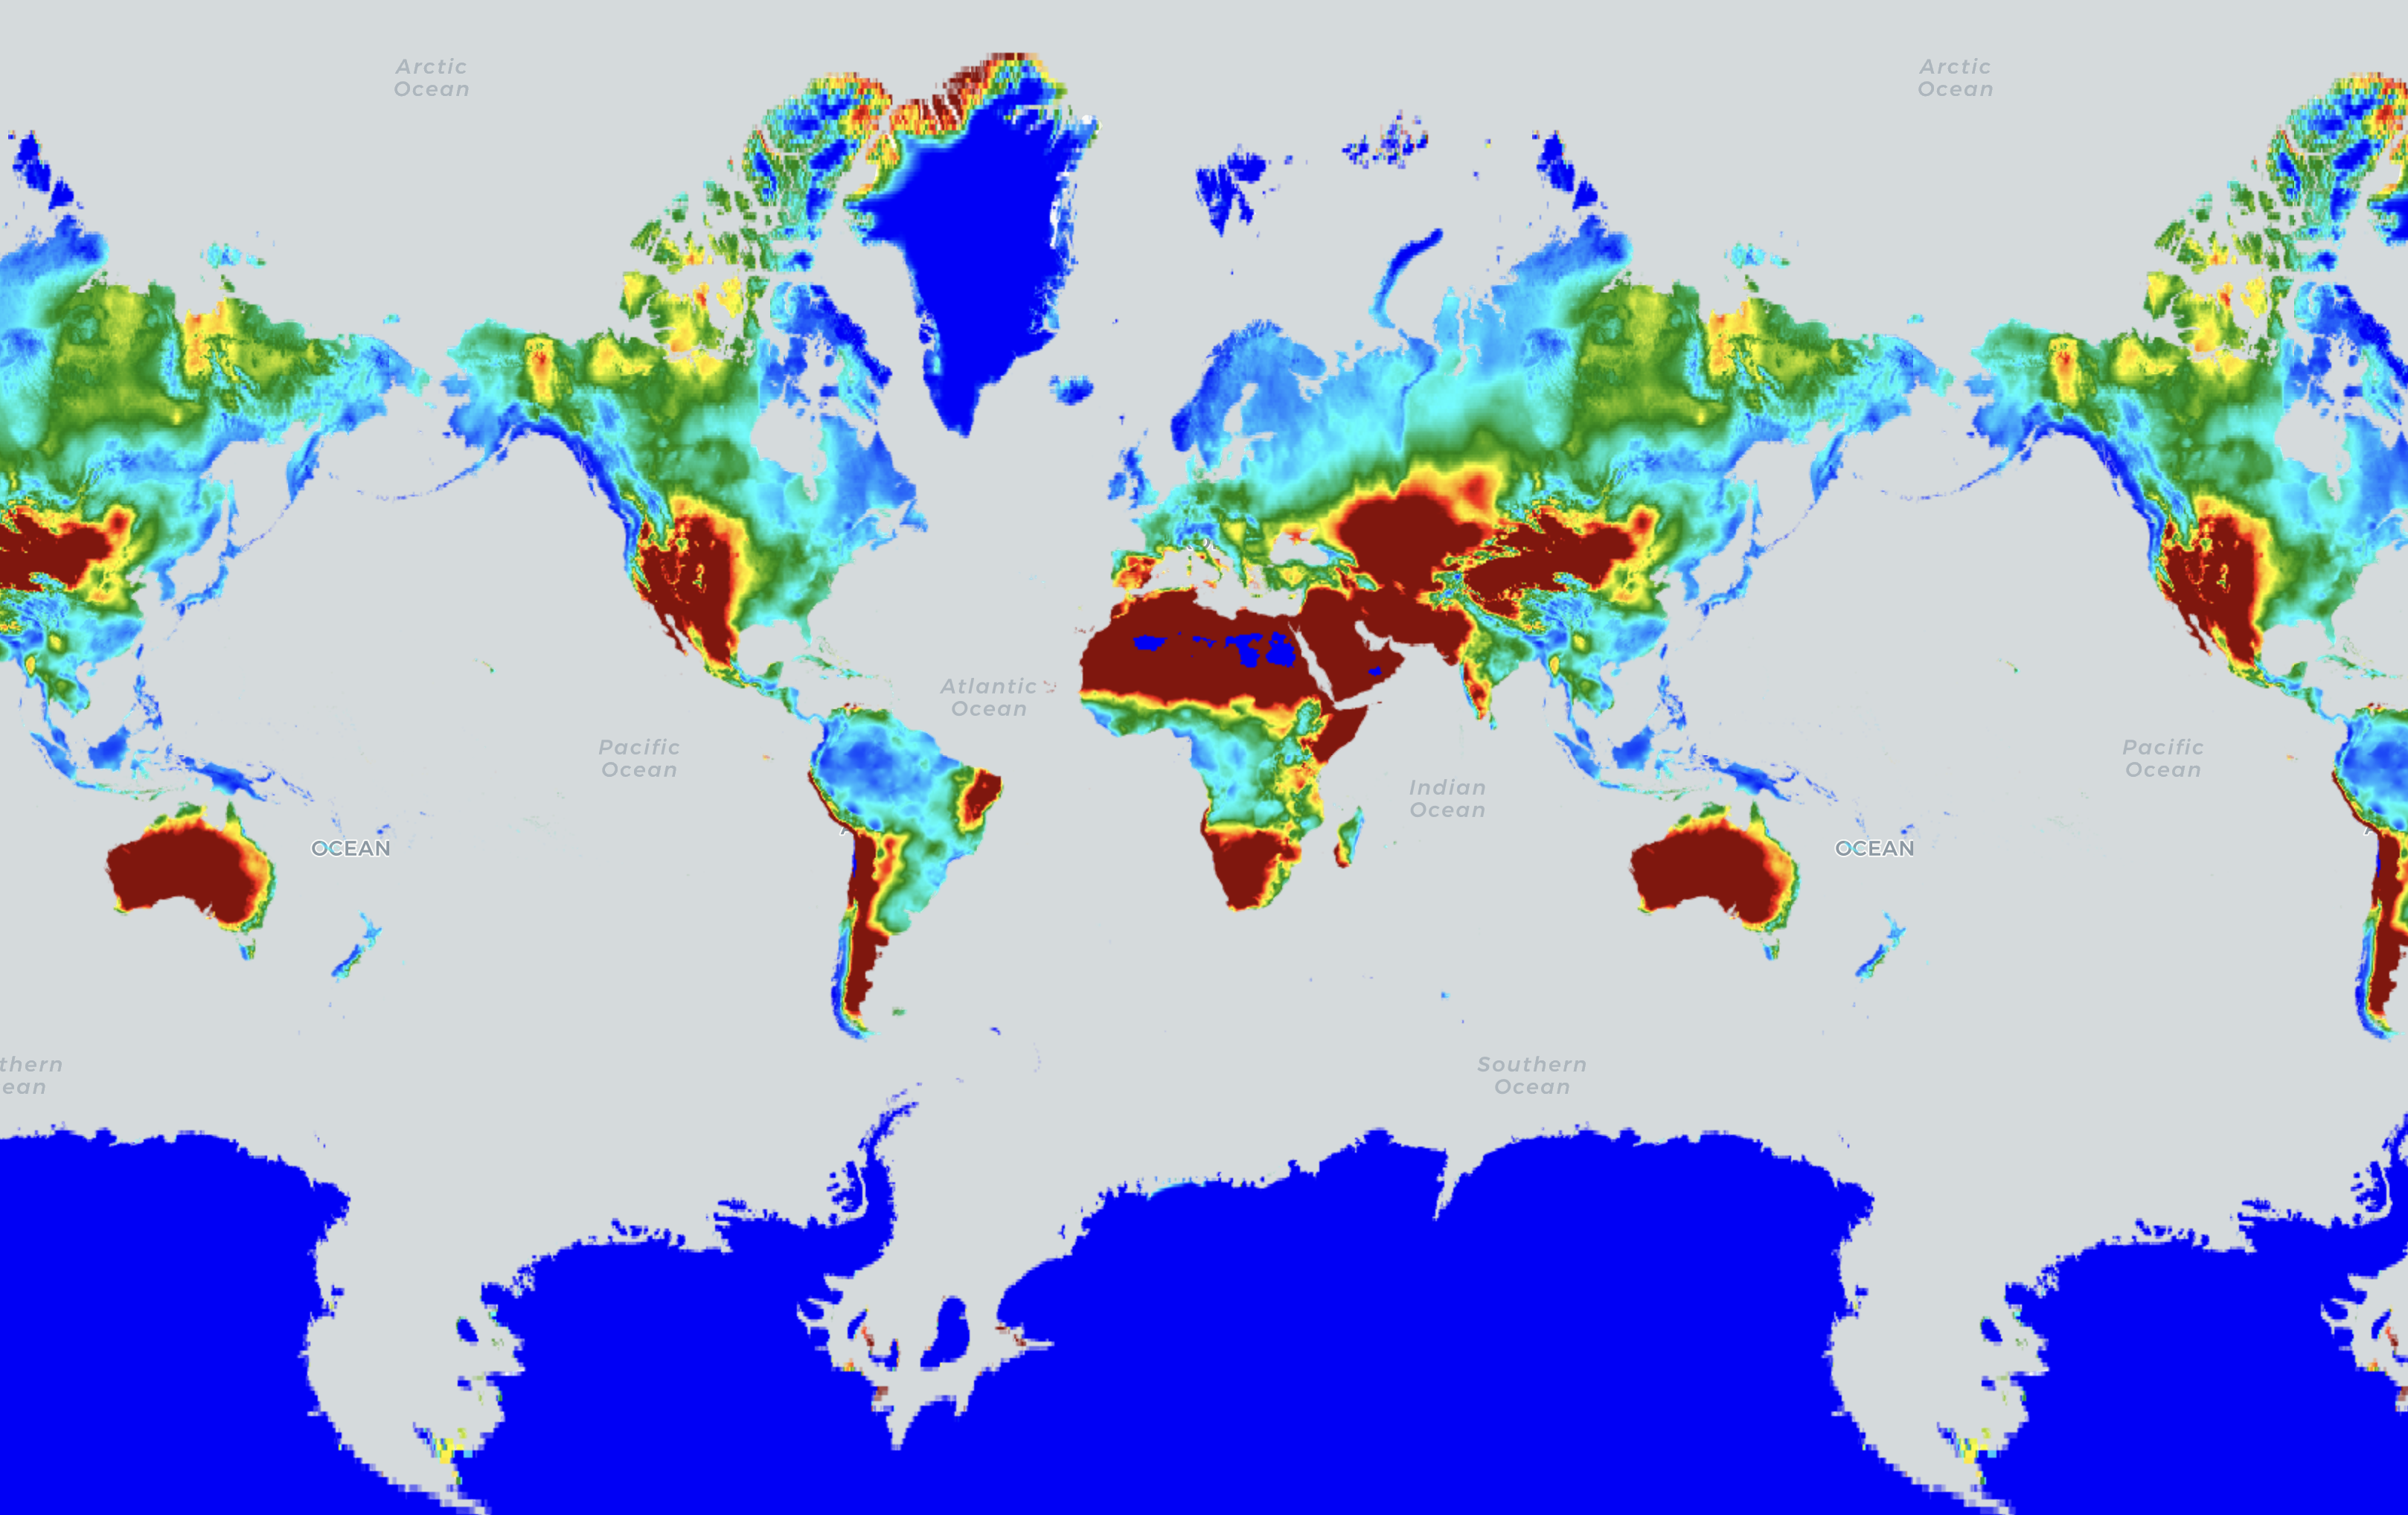 Arctic
Ocean
Arctic
Ocean
Atlantic
Ocean
Pacific
Ocean
Pacific
Ocean
Indian
Ocean
OCEAN
OCEAN
thern
ean
Southern
Ocean